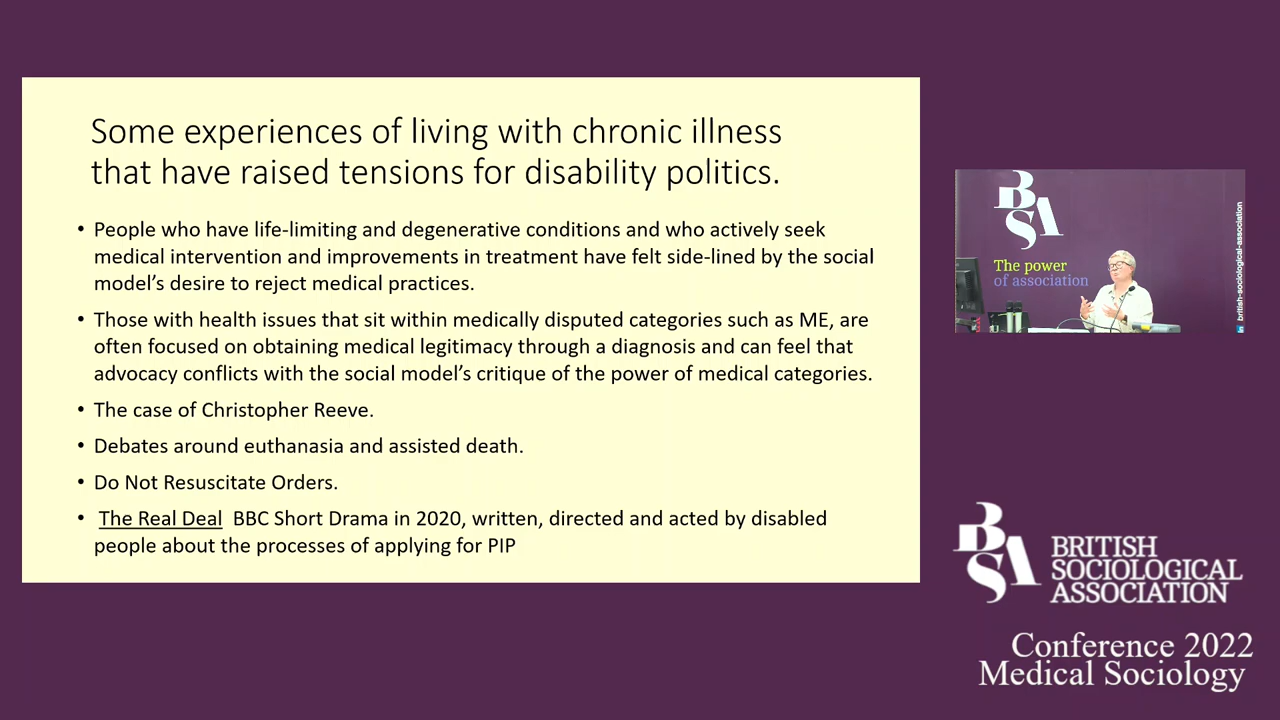 Some experiences of living with chronic illness
that have raised tensions for disability politics.
• People who have life-limiting and degenerative conditions and who actively seek
medical intervention and improvements in treatment have felt side-lined by the social
model’s desire to reject medical practices.
• Those with health issues that sit within medically disputed categories such as ME, are
often focused on obtaining medical legitimacy through a diagnosis and can feel that
advocacy conflicts with the social model’s critique of the power of medical categories.
• The case of Christopher Reeve.
• Debates around euthanasia and assisted death.
• Do Not Resuscitate Orders.
• The Real Deal BBC Short Drama in 2020, written, directed and acted by disabled
people about the processes of applying for PIP
BSA
The power
of association
british-sociological-association
in
BSA
BRITISH
SOCIOLOGICAL
ASSOCIATION
Conference 2022
Medical Sociology